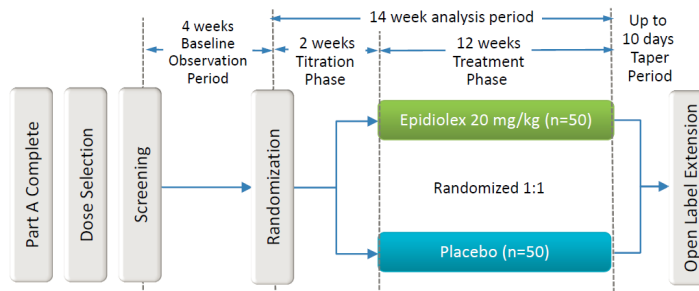 4 weeks
Baseline
Observation
Period
14 week analysis period
2 weeks
Titration
Phase
12 weeks
Treatment
Phase
Up to
10 days
Taper
Period
Part A Complete
Dose Selection
Screening
Randomization
Epidiolex 20 mg/kg (n=50)
Randomized 1:1
Placebo (n=50)
Open Label Extension